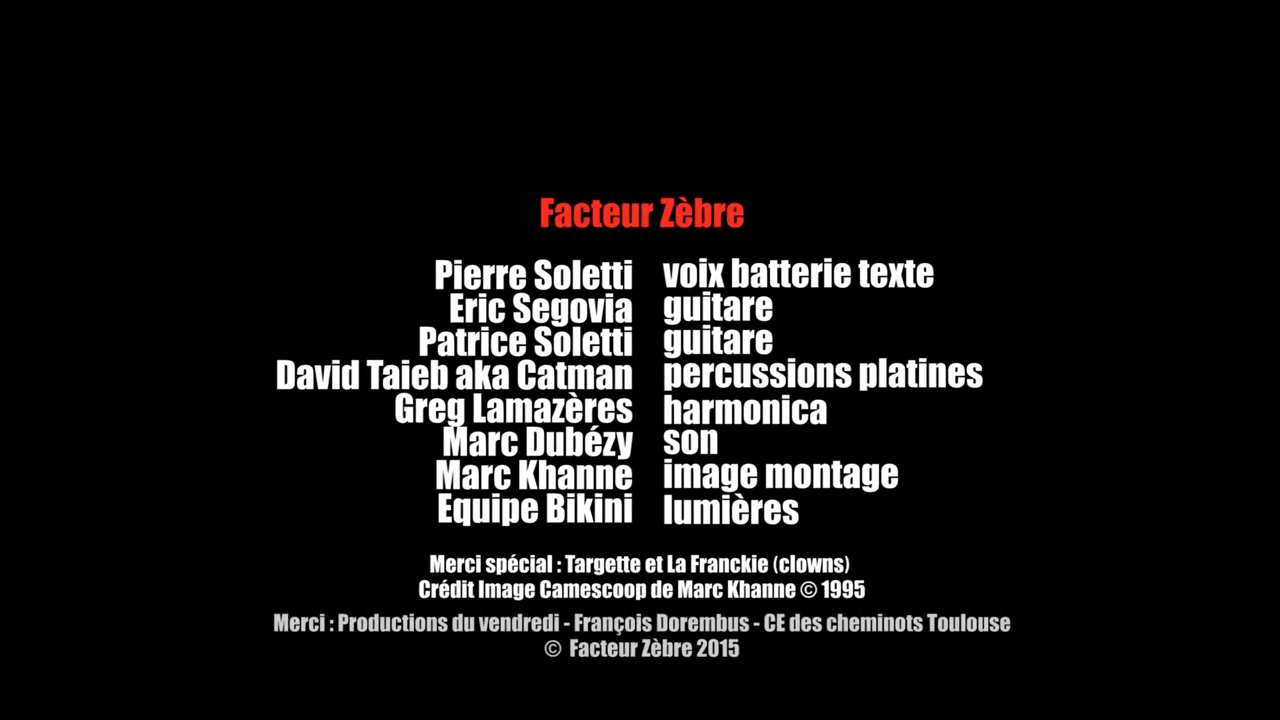 Facteur Zèbre
Pierre Soletti voix batterie texte
Eric Segovia guitare
Patrice Soletti guitare
David Taieb aka Catman percussions platines
Greg Lamazères harmonica
Marc Dubézy son
Marc Khanne image montage
Equipe Bikini lumières
Merci spécial : Targette et La Franckie (clowns)
Crédit Image Camescoop de Marc Khanne © 1995
Merci : Productions du vendredi - François Dorembus - CE des cheminots Toulouse
© Facteur Zèbre 2015